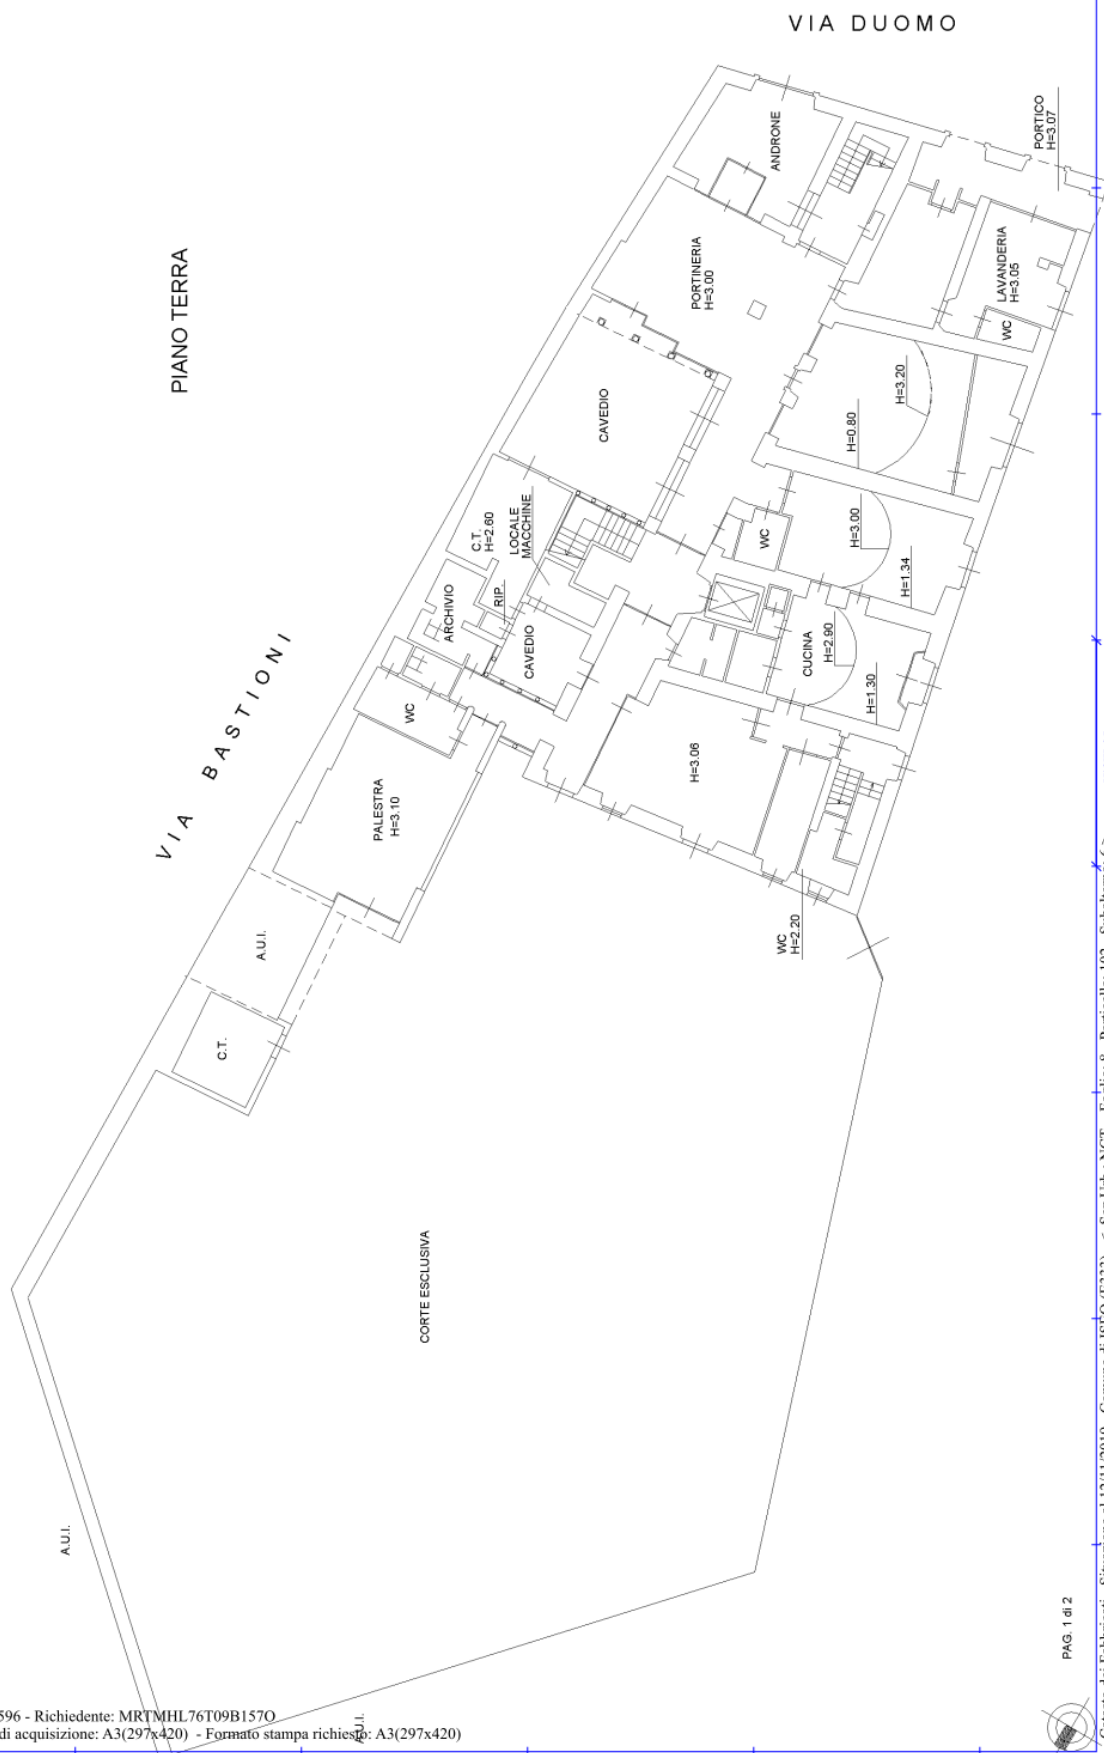 VIA DUOMO
PORTICO
H=3.07
ANDRONE
PIANO TERRA
PORTINERIA
H=3.00
LAVANDERIA
H=3.05
WC
CAVEDIO
H=3.20
H=0.80
C.T.
H=2.60
LOCALE
MACCHINE
WC
H=3.00
H=1.34
ARCHIVIO
RIP.
CAVEDIO
CUCINA
H=2.90
H=1.30
VIA BASTIONI
WC
H=3.06
PALESTRA
H=3.10
A.U.I.
WC
H=2.20
C.T.
CORTE ESCLUSIVA
A.U.I.
PAG. 1 di 2
A.U.I.
596 - Richiedente: MRTMHL76T09B157O
di acquisizione: A3(297x420) - Formato stampa richiesto: A3(297x420)